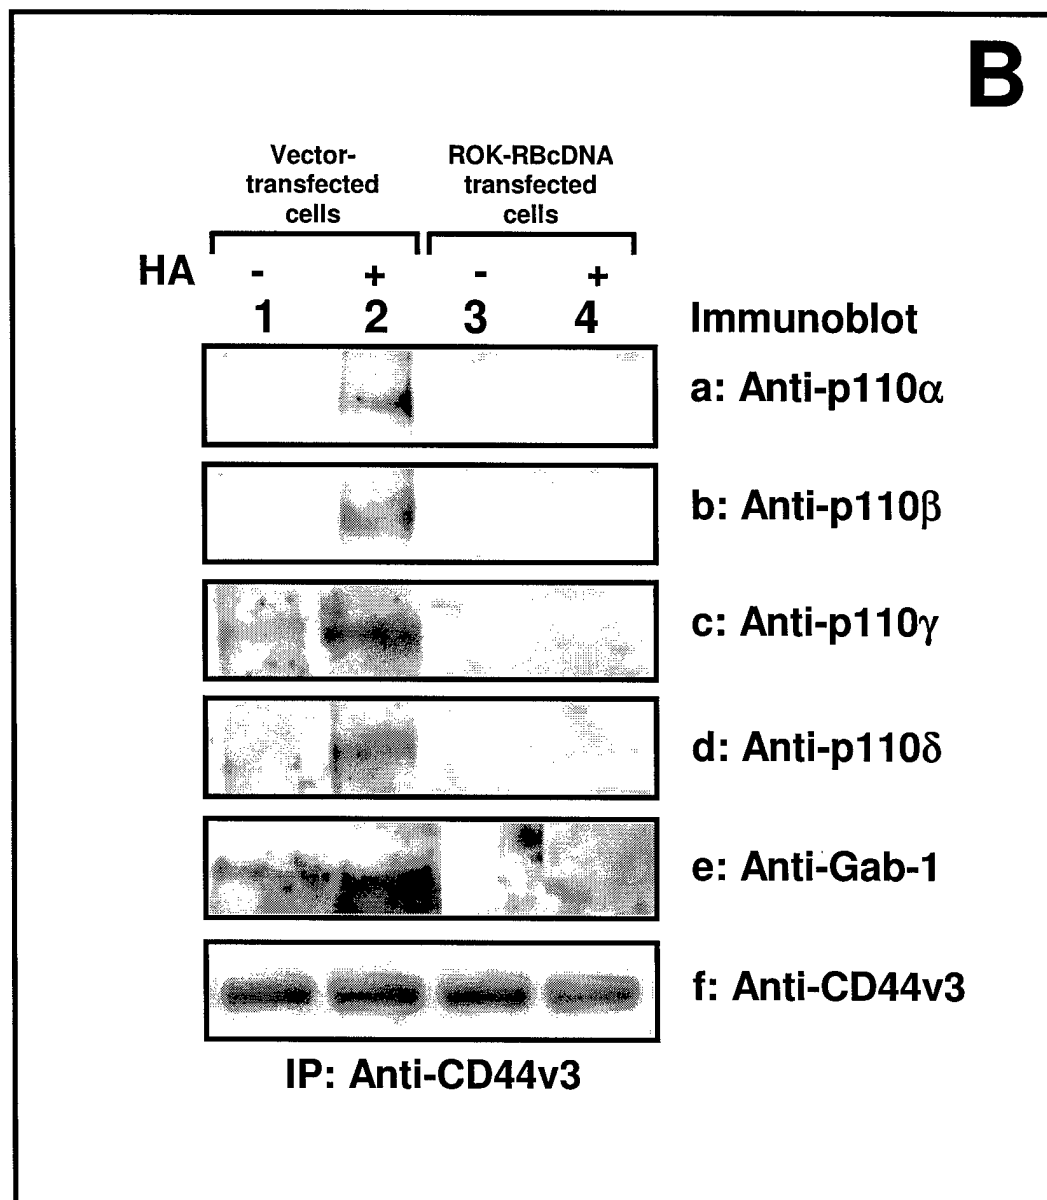 B
Vector-
transfected
cells
ROK-RBcDNA
transfected
cells
HA - + - +
1 2 3 4 Immunoblot
a: Anti-p110α
b: Anti-p110β
c: Anti-p110γ
d: Anti-p110δ
e: Anti-Gab-1
f: Anti-CD44v3
IP: Anti-CD44v3